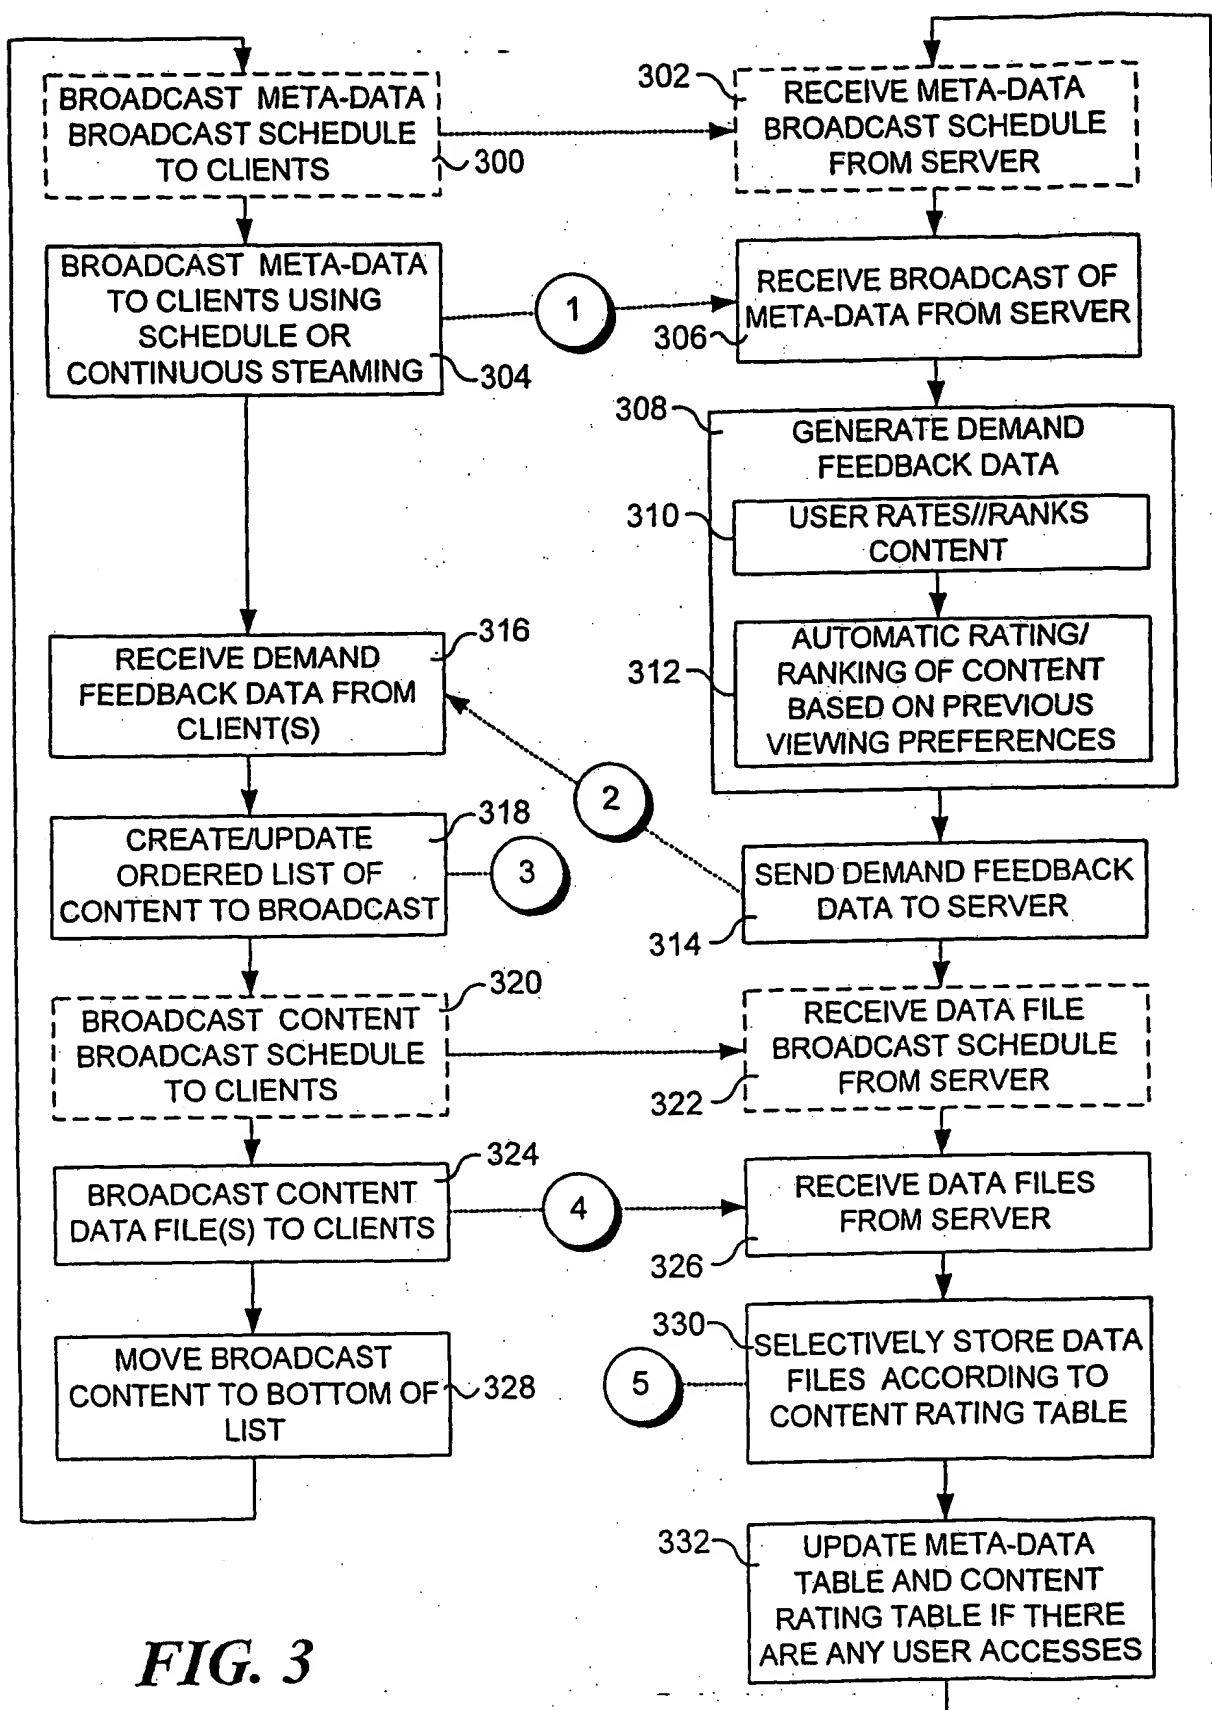 BROADCAST META-DATA
BROADCAST SCHEDULE
TO CLIENTS
300
302
RECEIVE META-DATA
BROADCAST SCHEDULE
FROM SERVER
BROADCAST META-DATA
TO CLIENTS USING
SCHEDULE OR
CONTINUOUS STEAMING
304
1
RECEIVE BROADCAST OF
META-DATA FROM SERVER
306
308
GENERATE DEMAND
FEEDBACK DATA
310
USER RATES//RANKS
CONTENT
312
AUTOMATIC RATING/
RANKING OF CONTENT
BASED ON PREVIOUS
VIEWING PREFERENCES
316
RECEIVE DEMAND
FEEDBACK DATA FROM
CLIENT(S)
2
318
CREATE/UPDATE
ORDERED LIST OF
CONTENT TO BROADCAST
3
SEND DEMAND FEEDBACK
DATA TO SERVER
314
320
BROADCAST CONTENT
BROADCAST SCHEDULE
TO CLIENTS
RECEIVE DATA FILE
BROADCAST SCHEDULE
FROM SERVER
322
324
BROADCAST CONTENT
DATA FILE(S) TO CLIENTS
4
RECEIVE DATA FILES
FROM SERVER
326
MOVE BROADCAST
CONTENT TO BOTTOM OF
LIST
328
330
SELECTIVELY STORE DATA
FILES ACCORDING TO
CONTENT RATING TABLE
5
332
UPDATE META-DATA
TABLE AND CONTENT
RATING TABLE IF THERE
ARE ANY USER ACCESSES
FIG. 3